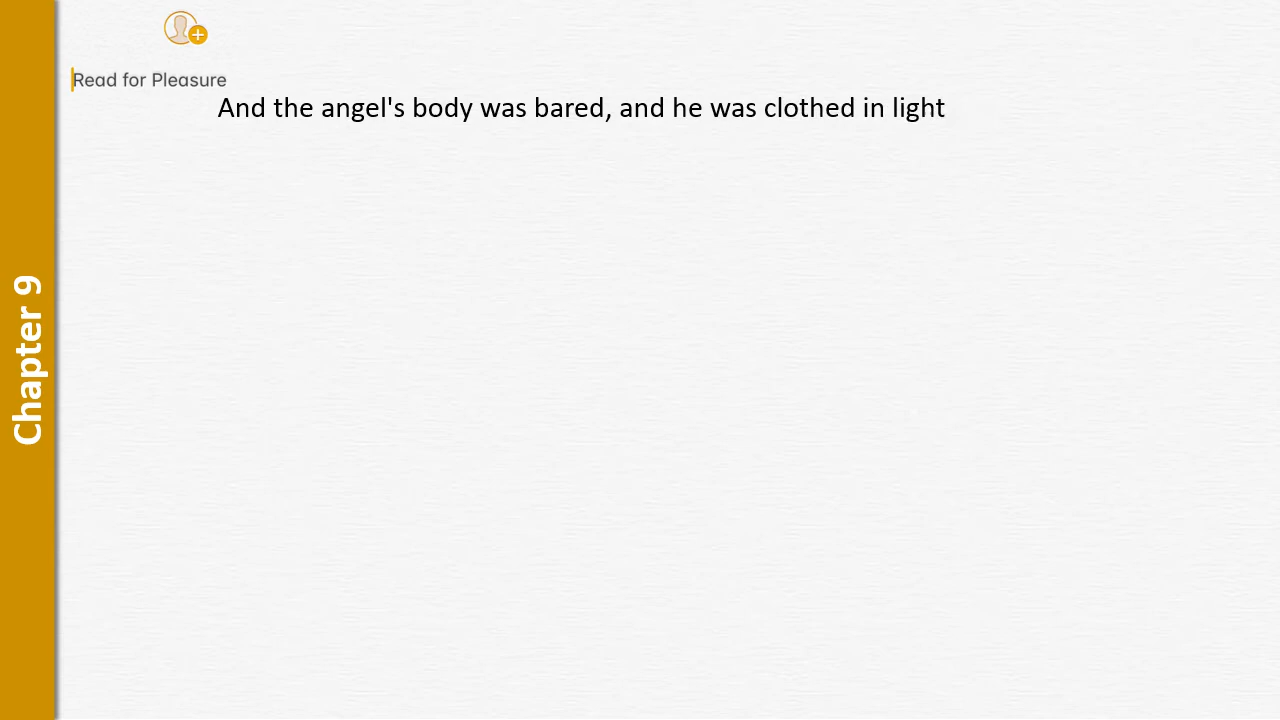 Read for Pleasure
And the angel's body was bared, and he was clothed in light
Chapter 9